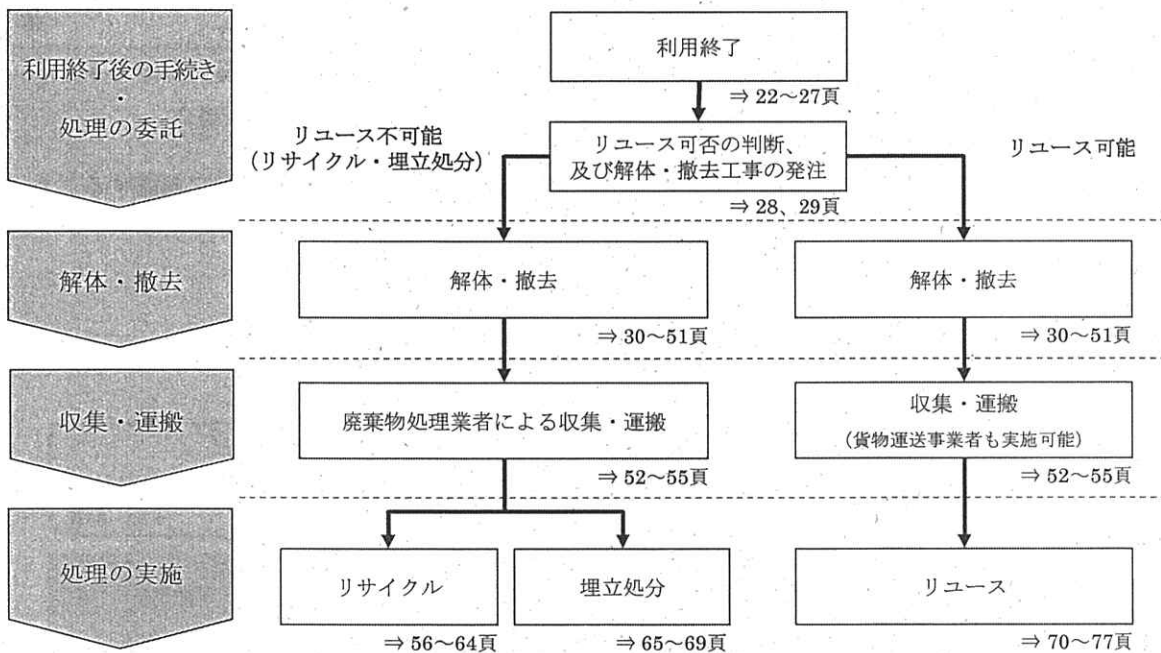 利用終了後の手続き
・
処理の委託
利用終了
⇒ 22～27頁
リユース不可能
(リサイクル・埋立処分)
リユース可否の判断、
及び解体・撤去工事の発注
リユース可能
⇒ 28、29頁
解体・撤去
解体・撤去
解体・撤去
⇒ 30～51頁
⇒ 30～51頁
収集・運搬
廃棄物処理業者による収集・運搬
収集・運搬
(貨物運送事業者も実施可能)
⇒ 52～55頁
⇒ 52～55頁
処理の実施
リサイクル
埋立処分
リユース
⇒ 56～64頁
⇒ 65～69頁
⇒ 70～77頁